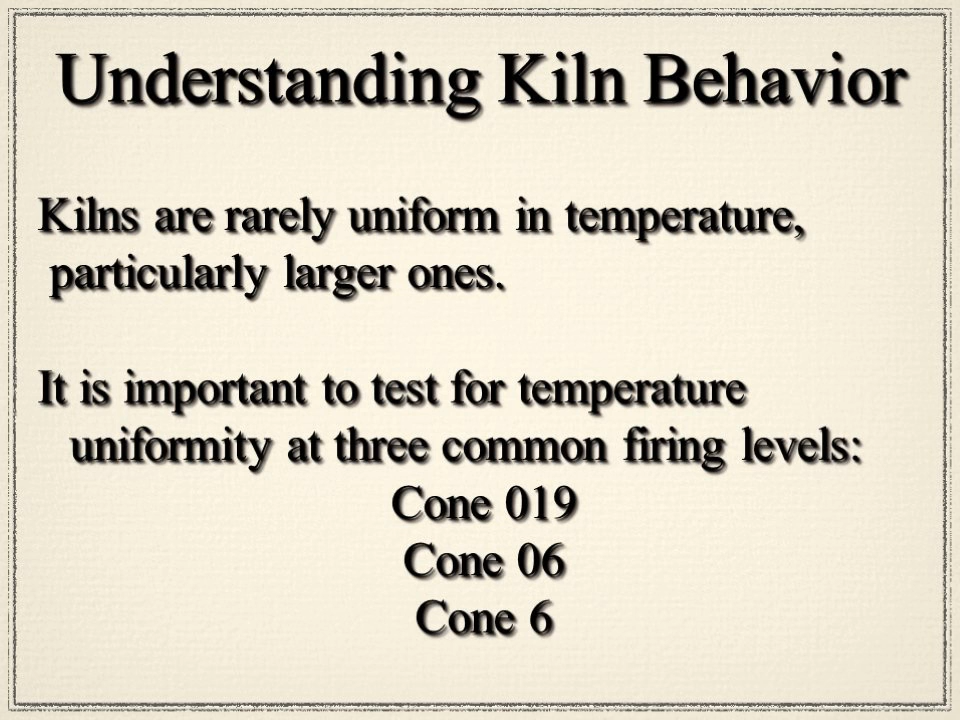 Understanding Kiln Behavior
Kilns are rarely uniform in temperature,
particularly larger ones.
It is important to test for temperature
uniformity at three common firing levels:
Cone 019
Cone 06
Cone 6